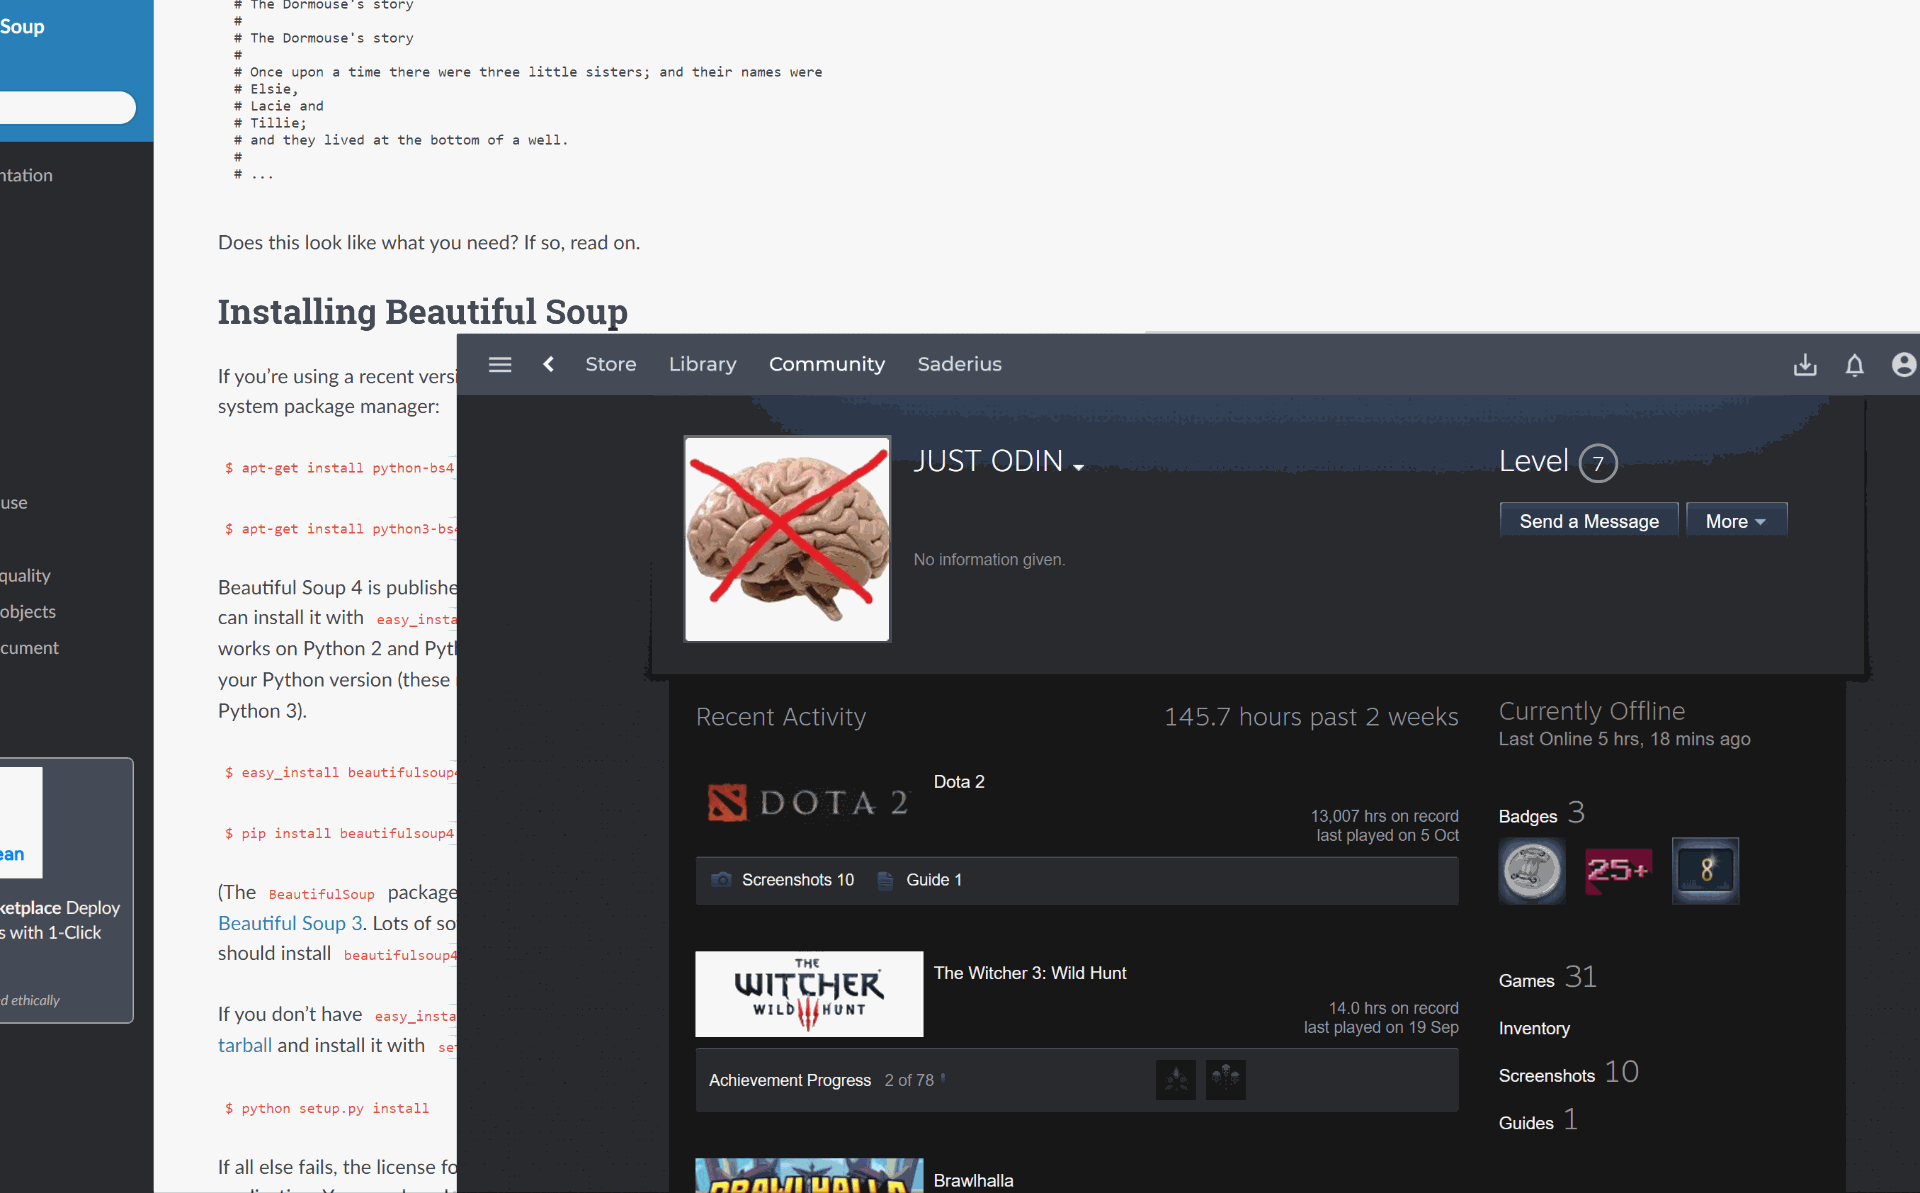 Soup
ntation
use
quality
objects
cument
ean
ketplace Deploy
s with 1-Click
d ethically
# The Dormouse's story
#
# The Dormouse's story
#
# Once upon a time there were three little sisters; and their names were
# Elsie,
# Lacie and
# Tillie;
# and they lived at the bottom of a well.
#
# ...
Does this look like what you need? If so, read on.
Installing Beautiful Soup
If you’re using a recent versi
system package manager:
$ apt-get install python-bs4
$ apt-get install python3-bs4
Beautiful Soup 4 is publishe
can install it with easy_insta
works on Python 2 and Pyt
your Python version (these
Python 3).
$ easy_install beautifulsoup4
$ pip install beautifulsoup4
(The BeautifulSoup package
Beautiful Soup 3. Lots of so
should install beautifulsoup4
If you don’t have easy_insta
tarball and install it with se
$ python setup.py install
If all else fails, the license fo
Store Library Community Saderius
JUST ODIN
No information given.
Level 7
Send a Message More
Recent Activity 145.7 hours past 2 weeks
DOTA 2
Dota 2
13,007 hrs on record
last played on 5 Oct
Screenshots 10 Guide 1
THE
WITCHER
WILD HUNT
The Witcher 3: Wild Hunt
14.0 hrs on record
last played on 19 Sep
Achievement Progress 2 of 78
BRAWLHALLA
Brawlhalla
Currently Offline
Last Online 5 hrs, 18 mins ago
Badges 3
25+
8
Games 31
Inventory
Screenshots 10
Guides 1